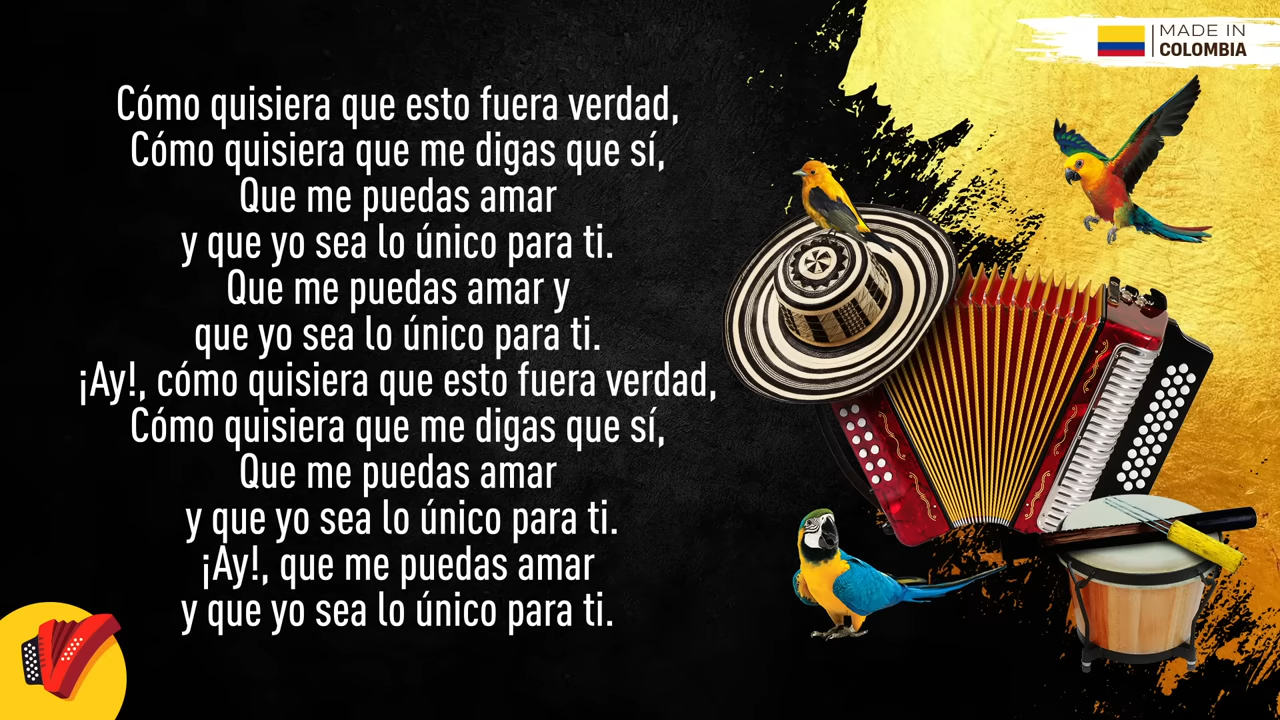 MADE IN
COLOMBIA
Cómo quisiera que esto fuera verdad,
Cómo quisiera que me digas que sí,
Que me puedas amar
y que yo sea lo único para ti.
Que me puedas amar y
que yo sea lo único para ti.
¡Ay!, cómo quisiera que esto fuera verdad,
Cómo quisiera que me digas que sí,
Que me puedas amar
y que yo sea lo único para ti.
¡Ay!, que me puedas amar
y que yo sea lo único para ti.